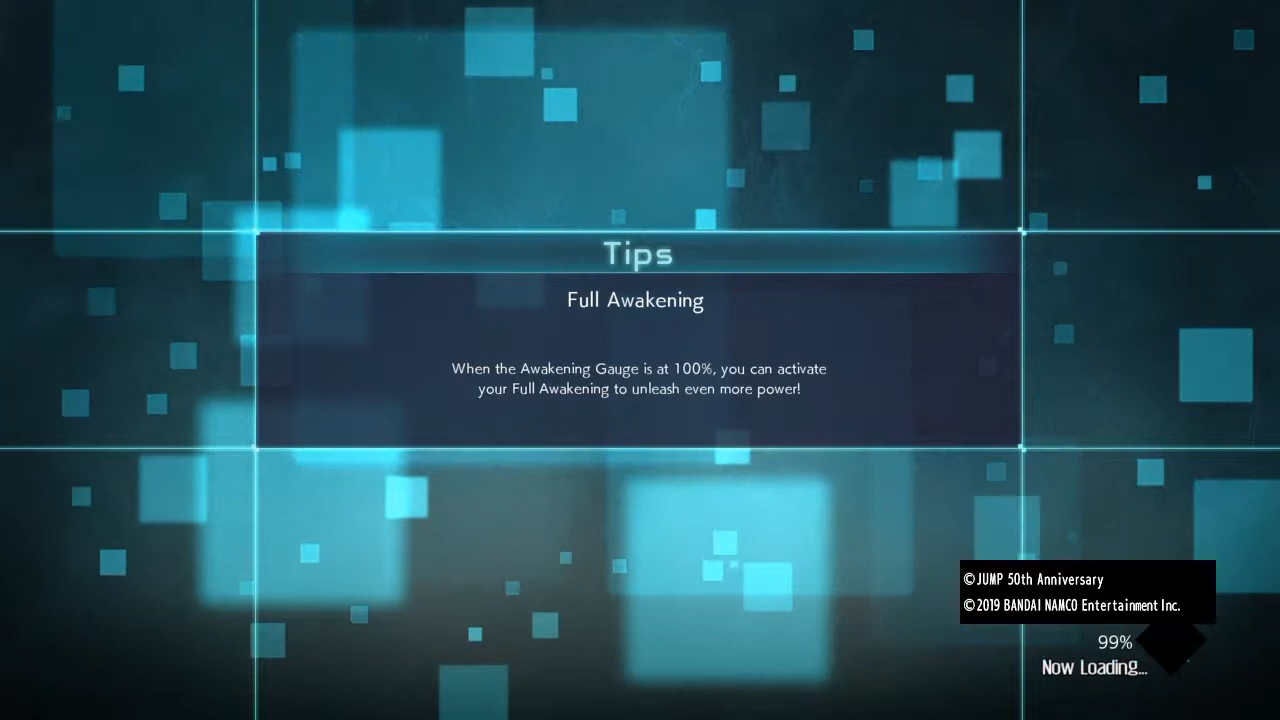 Tips
Full Awakening
When the Awakening Gauge is at 100%, you can activate
your Full Awakening to unleash even more power!
©JUMP 50th Anniversary
©2019 BANDAI NAMCO Entertainment Inc.
99%
Now Loading...